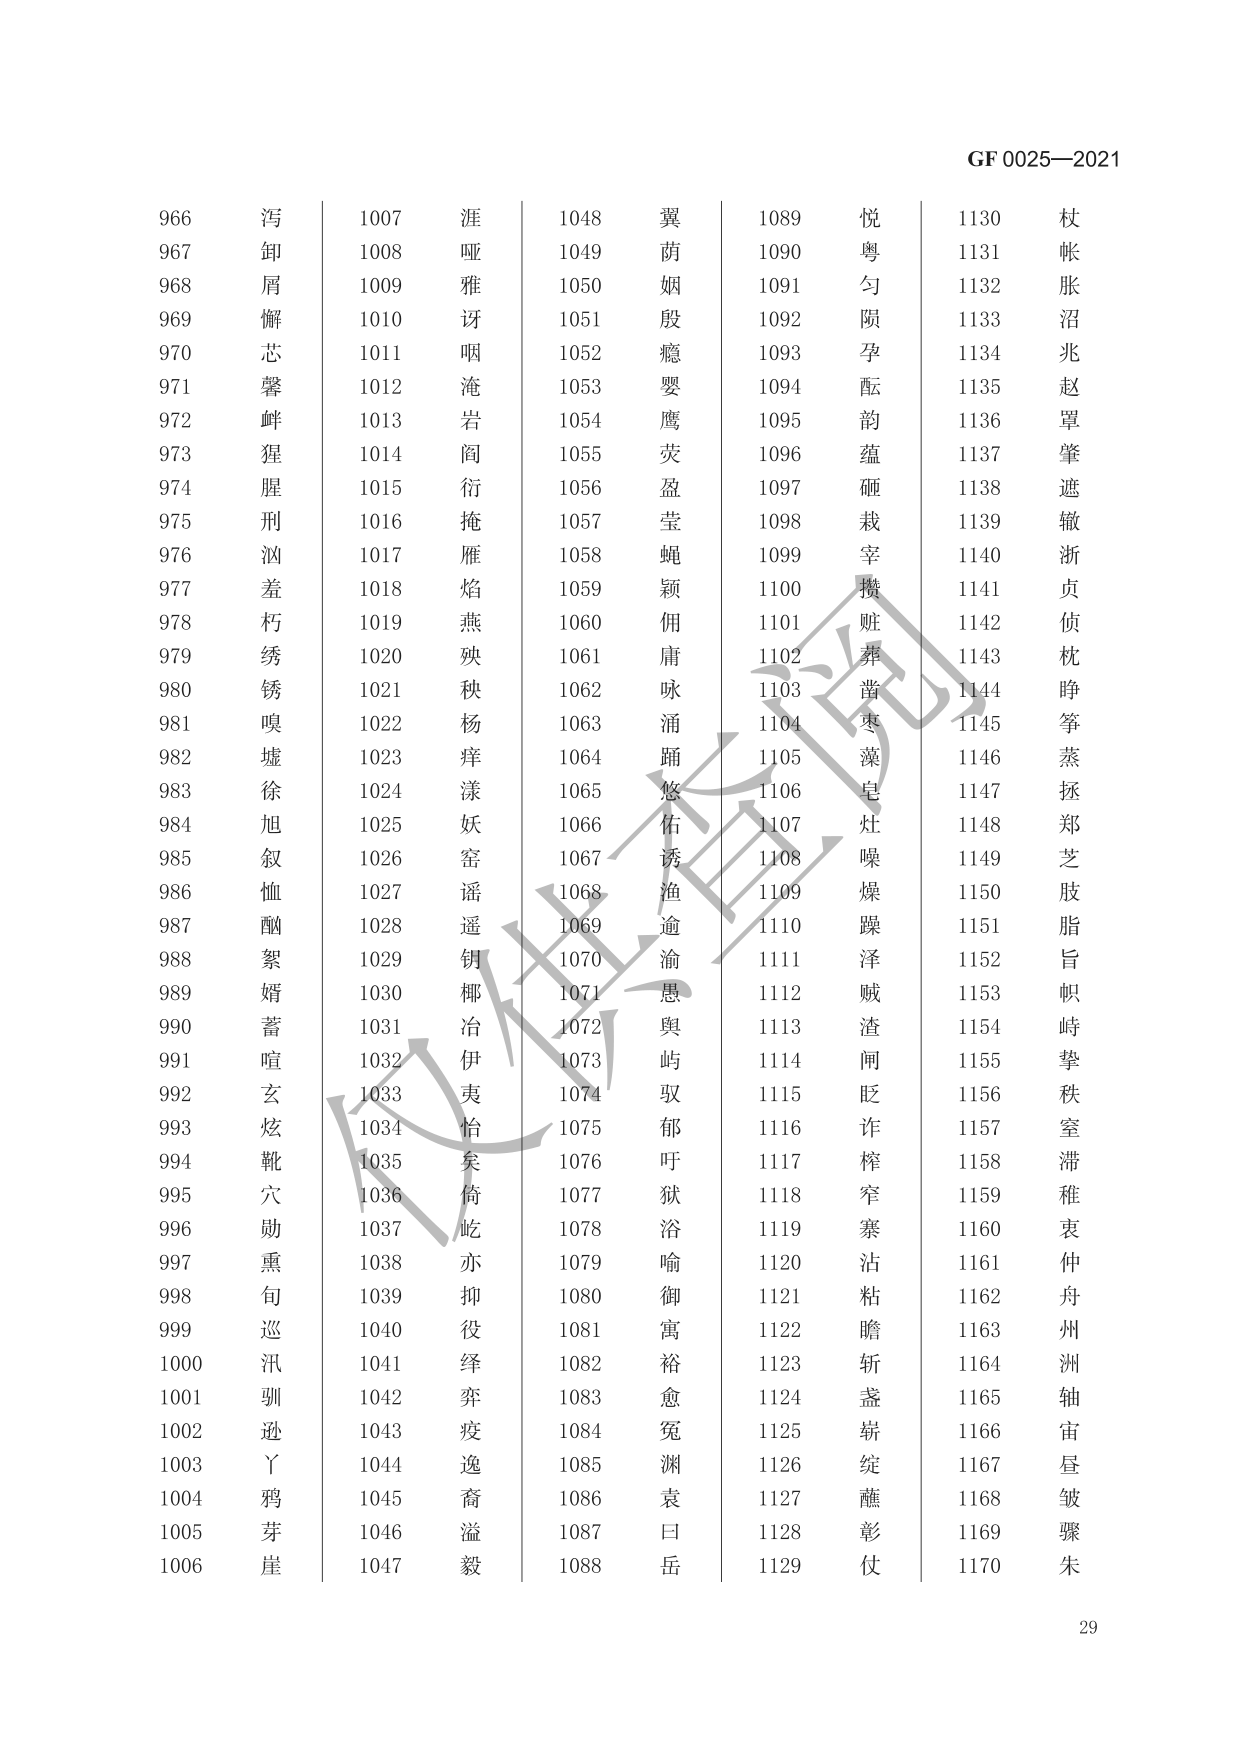 GF 0025—2021
966 泻 1007 涯 1048 翼 1089 悦 1130 杖
967 卸 1008 哑 1049 荫 1090 粤 1131 帐
968 屑 1009 雅 1050 姻 1091 匀 1132 胀
969 懈 1010 讶 1051 殷 1092 陨 1133 沼
970 芯 1011 咽 1052 瘾 1093 孕 1134 兆
971 馨 1012 淹 1053 婴 1094 酝 1135 赵
972 衅 1013 岩 1054 鹰 1095 韵 1136 罩
973 猩 1014 阎 1055 荧 1096 蕴 1137 肇
974 腥 1015 衍 1056 盈 1097 砸 1138 遮
975 刑 1016 掩 1057 莹 1098 栽 1139 辙
976 汹 1017 雁 1058 蝇 1099 宰 1140 浙
977 羞 1018 焰 1059 颖 1100 攒 1141 贞
978 朽 1019 燕 1060 佣 1101 赃 1142 侦
979 绣 1020 殃 1061 庸 1102 葬 1143 枕
980 锈 1021 秧 1062 咏 1103 凿 1144 睁
981 嗅 1022 杨 1063 涌 1104 枣 1145 筝
982 墟 1023 痒 1064 踊 1105 藻 1146 蒸
983 徐 1024 漾 1065 悠 1106 皂 1147 拯
984 旭 1025 妖 1066 佑 1107 灶 1148 郑
985 叙 1026 窑 1067 诱 1108 噪 1149 芝
986 恤 1027 谣 1068 渔 1109 燥 1150 肢
987 酗 1028 遥 1069 逾 1110 躁 1151 脂
988 絮 1029 钥 1070 渝 1111 泽 1152 旨
989 婿 1030 椰 1071 愚 1112 贼 1153 帜
990 蓄 1031 冶 1072 舆 1113 渣 1154 峙
991 喧 1032 伊 1073 屿 1114 闸 1155 挚
992 玄 1033 夷 1074 驭 1115 眨 1156 秩
993 炫 1034 怡 1075 郁 1116 诈 1157 窒
994 靴 1035 矣 1076 吁 1117 榨 1158 滞
995 穴 1036 倚 1077 狱 1118 窄 1159 稚
996 勋 1037 屹 1078 浴 1119 寨 1160 衷
997 熏 1038 亦 1079 喻 1120 沾 1161 仲
998 旬 1039 抑 1080 御 1121 粘 1162 舟
999 巡 1040 役 1081 寓 1122 瞻 1163 州
1000 汛 1041 绎 1082 裕 1123 斩 1164 洲
1001 驯 1042 弈 1083 愈 1124 盏 1165 轴
1002 逊 1043 疫 1084 冤 1125 崭 1166 宙
1003 丫 1044 逸 1085 渊 1126 绽 1167 昼
1004 鸦 1045 裔 1086 袁 1127 蘸 1168 皱
1005 芽 1046 溢 1087 曰 1128 彰 1169 骤
1006 崖 1047 毅 1088 岳 1129 仗 1170 朱
仅供查阅
29